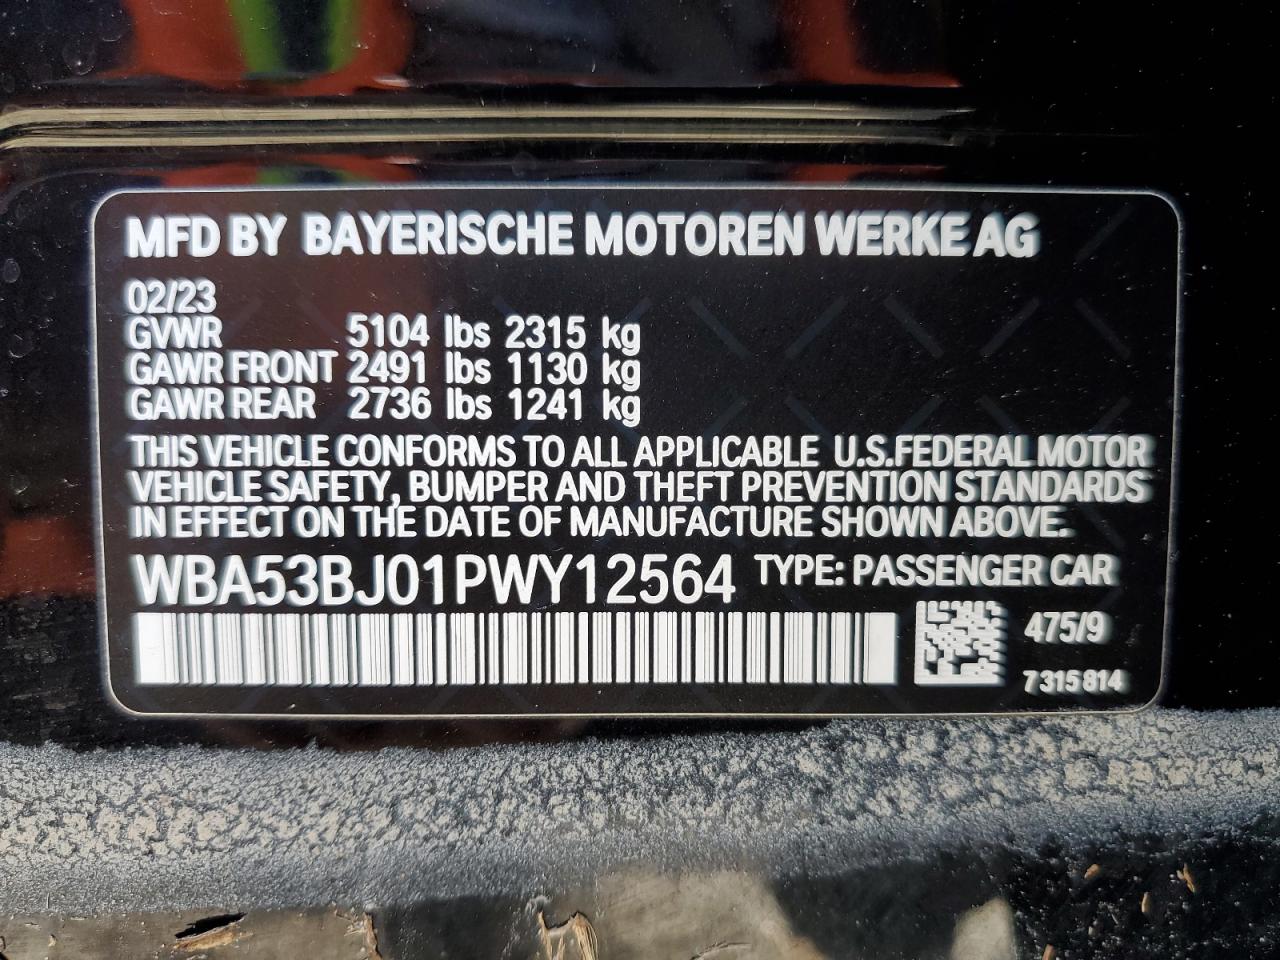 MFD BY BAYERISCHE MOTOREN WERKE AG
02/23
GVWR 5104 lbs 2315 kg
GAWR FRONT 2491 lbs 1130 kg
GAWR REAR 2736 lbs 1241 kg
THIS VEHICLE CONFORMS TO ALL APPLICABLE U.S.FEDERAL MOTOR
VEHICLE SAFETY, BUMPER AND THEFT PREVENTION STANDARDS
IN EFFECT ON THE DATE OF MANUFACTURE SHOWN ABOVE.
WBA53BJ01PWY12564 TYPE: PASSENGER CAR
475/9
7 315 814